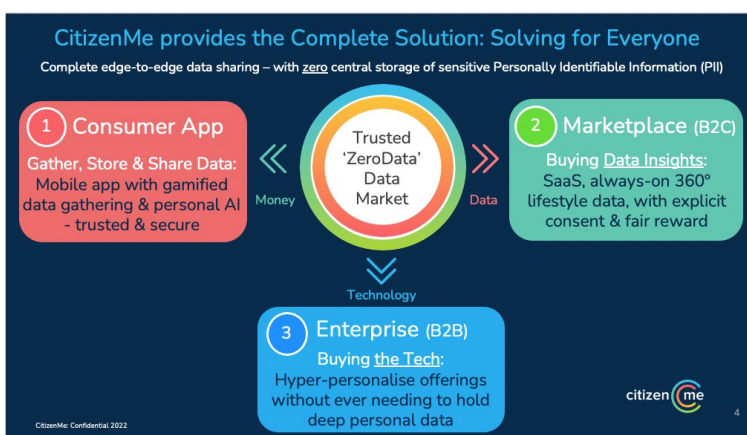 CitizenMe provides the Complete Solution: Solving for Everyone
Complete edge-to-edge data sharing – with zero central storage of sensitive Personally Identifiable Information (PII)
1 Consumer App
Gather, Store & Share Data:
Mobile app with gamified
data gathering & personal AI
- trusted & secure
Money
Trusted
‘ZeroData’
Data
Market
Data
2 Marketplace (B2C)
Buying Data Insights:
SaaS, always-on 360º
lifestyle data, with explicit
consent & fair reward
Technology
3 Enterprise (B2B)
Buying the Tech:
Hyper-personalise offerings
without ever needing to hold
deep personal data
CitizenMe: Confidential 2022
citizen me
4